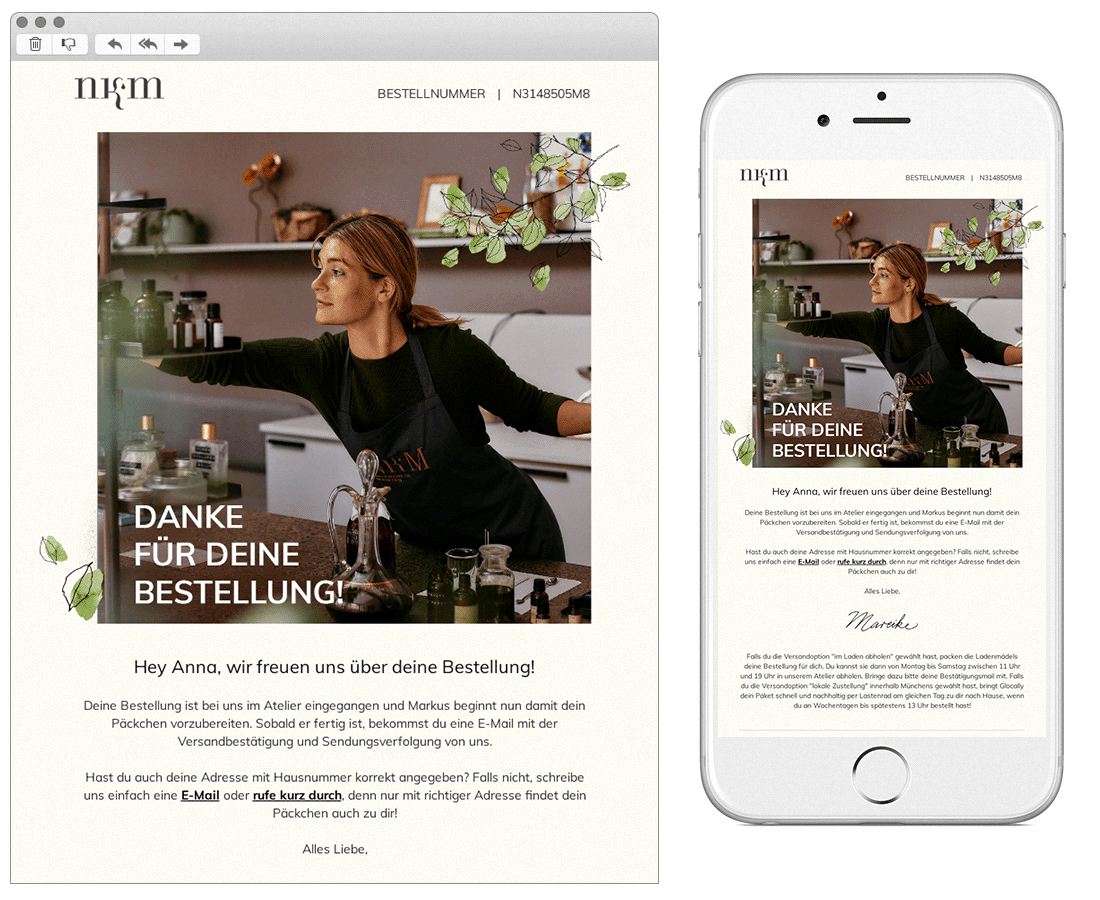 nkm
BESTELLNUMMER | N3148505M8
NKM
DANKE
FÜR DEINE
BESTELLUNG!
Hey Anna, wir freuen uns über deine Bestellung!
Deine Bestellung ist bei uns im Atelier eingegangen und Markus beginnt nun damit dein
Päckchen vorzubereiten. Sobald er fertig ist, bekommst du eine E-Mail mit der
Versandbestätigung und Sendungsverfolgung von uns.
Hast du auch deine Adresse mit Hausnummer korrekt angegeben? Falls nicht, schreibe
uns einfach eine E-Mail oder rufe kurz durch, denn nur mit richtiger Adresse findet dein
Päckchen auch zu dir!
Alles Liebe,
nkm
BESTELLNUMMER | N3148505M8
DANKE
FÜR DEINE
BESTELLUNG!
Hey Anna, wir freuen uns über deine Bestellung!
Deine Bestellung ist bei uns im Atelier eingegangen und Markus beginnt nun damit dein
Päckchen vorzubereiten. Sobald er fertig ist, bekommst du eine E-Mail mit der
Versandbestätigung und Sendungsverfolgung von uns.
Hast du auch deine Adresse mit Hausnummer korrekt angegeben? Falls nicht, schreibe
uns einfach eine E-Mail oder rufe kurz durch, denn nur mit richtiger Adresse findet dein
Päckchen auch zu dir!
Alles Liebe,
Mareike
Falls du die Versandoption "im Laden abholen" gewählt hast, packen die Ladenmädels
deine Bestellung für dich. Du kannst sie dann von Montag bis Samstag zwischen 11 Uhr
und 19 Uhr in unserem Atelier abholen. Bringe dazu bitte deine Bestätigungsmail mit. Falls
du die Versandoption "lokale Zustellung" innerhalb Münchens gewählt hast, bringt Glocally
dein Paket schnell und nachhaltig per Lastenrad am gleichen Tag zu dir nach Hause, wenn
du an Wochentagen bis spätestens 13 Uhr bestellt hast!